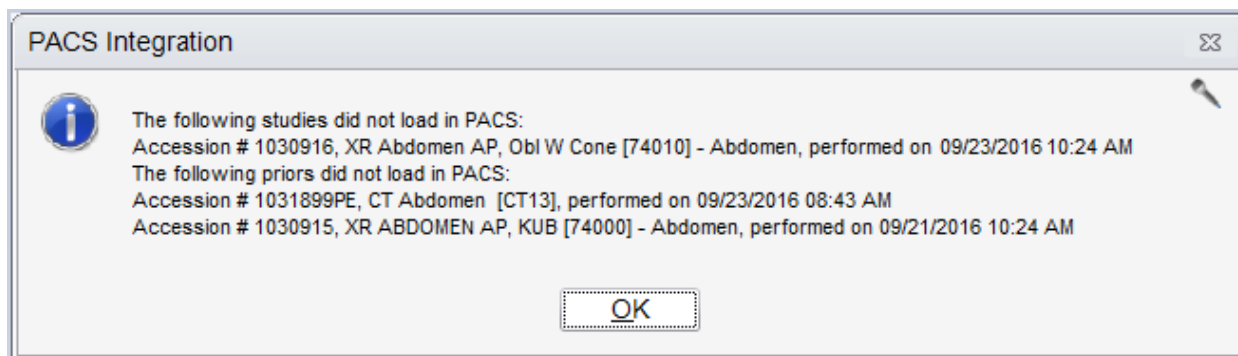 PACS Integration
The following studies did not load in PACS:
Accession # 1030916, XR Abdomen AP, Obl W Cone [74010] - Abdomen, performed on 09/23/2016 10:24 AM
The following priors did not load in PACS:
Accession # 1031899PE, CT Abdomen  [CT13], performed on 09/23/2016 08:43 AM
Accession # 1030915, XR ABDOMEN AP, KUB [74000] - Abdomen, performed on 09/21/2016 10:24 AM
OK